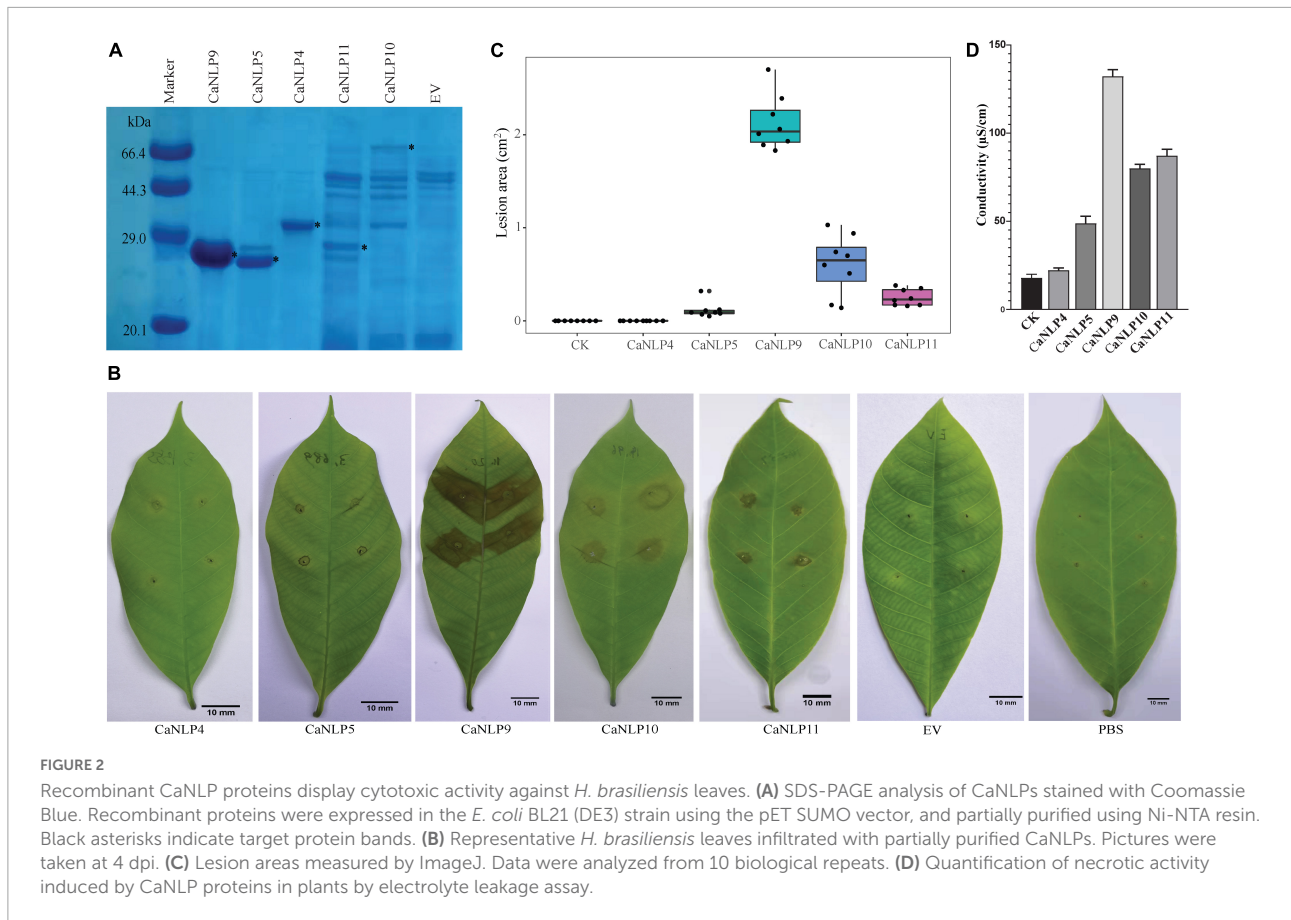 A
Marker
CaNLP9
CaNLP5
CaNLP4
CaNLP11
CaNLP10
EV
kDa
66.4
44.3
29.0
20.1
*
*
*
*
*
C
Lesion area (cm²)
2
1
0
CK
CaNLP4
CaNLP5
CaNLP9
CaNLP10
CaNLP11
D
Conductivity (µS/cm)
150
100
50
0
CK
CaNLP4
CaNLP5
CaNLP9
CaNLP10
CaNLP11
B
3,689
EV
10 mm
10 mm
10 mm
10 mm
10 mm
10 mm
10 mm
CaNLP4
CaNLP5
CaNLP9
CaNLP10
CaNLP11
EV
PBS
FIGURE 2
Recombinant CaNLP proteins display cytotoxic activity against H. brasiliensis leaves. (A) SDS-PAGE analysis of CaNLPs stained with Coomassie
Blue. Recombinant proteins were expressed in the E. coli BL21 (DE3) strain using the pET SUMO vector, and partially purified using Ni-NTA resin.
Black asterisks indicate target protein bands. (B) Representative H. brasiliensis leaves infiltrated with partially purified CaNLPs. Pictures were
taken at 4 dpi. (C) Lesion areas measured by ImageJ. Data were analyzed from 10 biological repeats. (D) Quantification of necrotic activity
induced by CaNLP proteins in plants by electrolyte leakage assay.